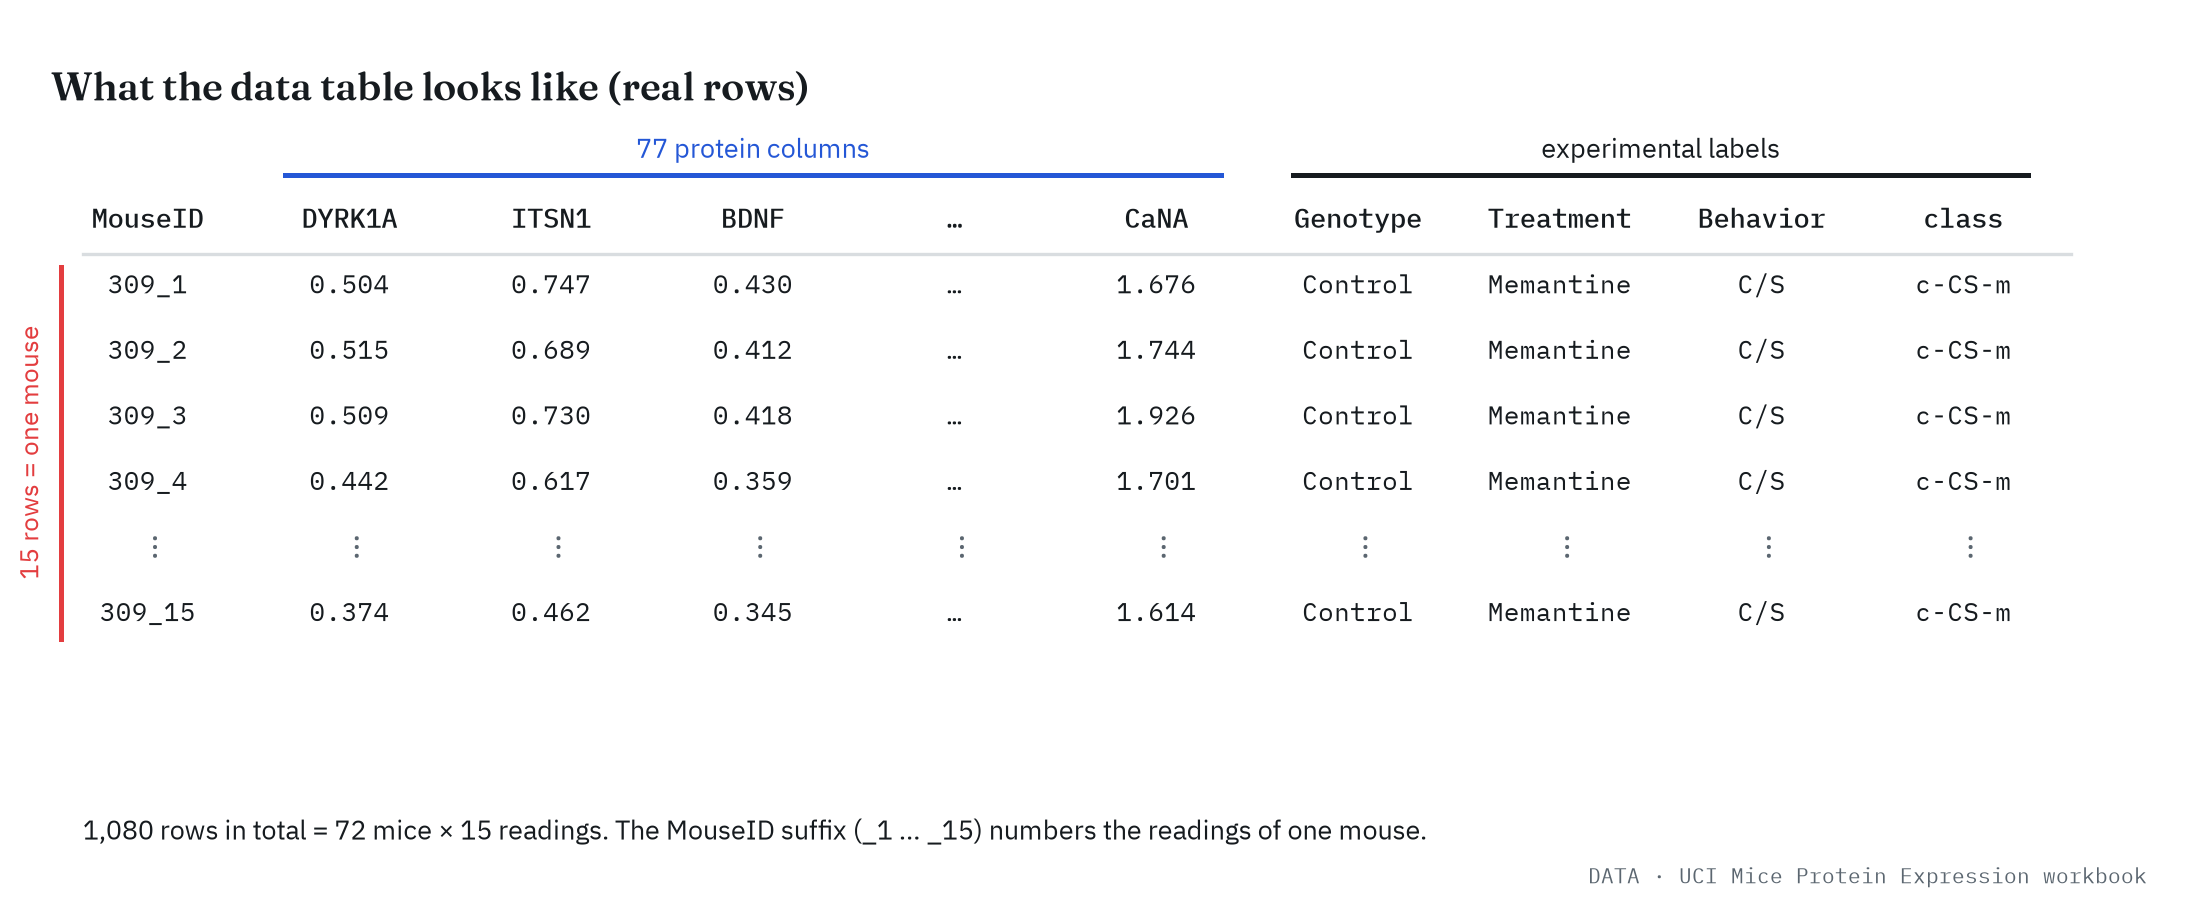 What the data table looks like (real rows)
77 protein columns experimental labels
MouseID DYRK1A ITSN1 BDNF … CaNA Genotype Treatment Behavior class
309_1 0.504 0.747 0.430 … 1.676 Control Memantine C/S c-CS-m
309_2 0.515 0.689 0.412 … 1.744 Control Memantine C/S c-CS-m
309_3 0.509 0.730 0.418 … 1.926 Control Memantine C/S c-CS-m
309_4 0.442 0.617 0.359 … 1.701 Control Memantine C/S c-CS-m
⋮ ⋮ ⋮ ⋮ ⋮ ⋮ ⋮ ⋮ ⋮ ⋮
309_15 0.374 0.462 0.345 … 1.614 Control Memantine C/S c-CS-m
15 rows = one mouse
1,080 rows in total = 72 mice × 15 readings. The MouseID suffix (_1 … _15) numbers the readings of one mouse.
DATA · UCI Mice Protein Expression workbook